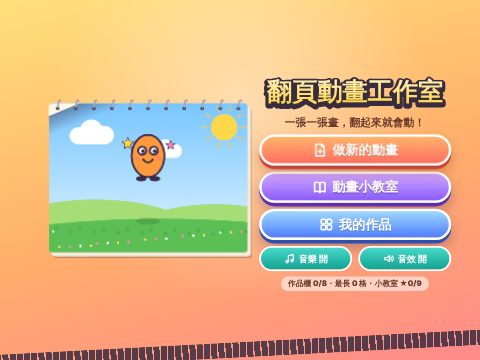 翻頁動畫工作室
一張一張畫，翻起來就會動！
做新的動畫
動畫小教室
我的作品
音樂 開
音效 開
作品櫃 0/8 · 最長 0 格 · 小教室 ★0/9